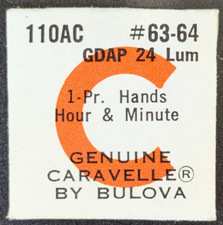 110AC #63-64
GDAP 24 Lum
1-Pr. Hands
Hour & Minute
GENUINE
CARAVELLE®
BY BULOVA